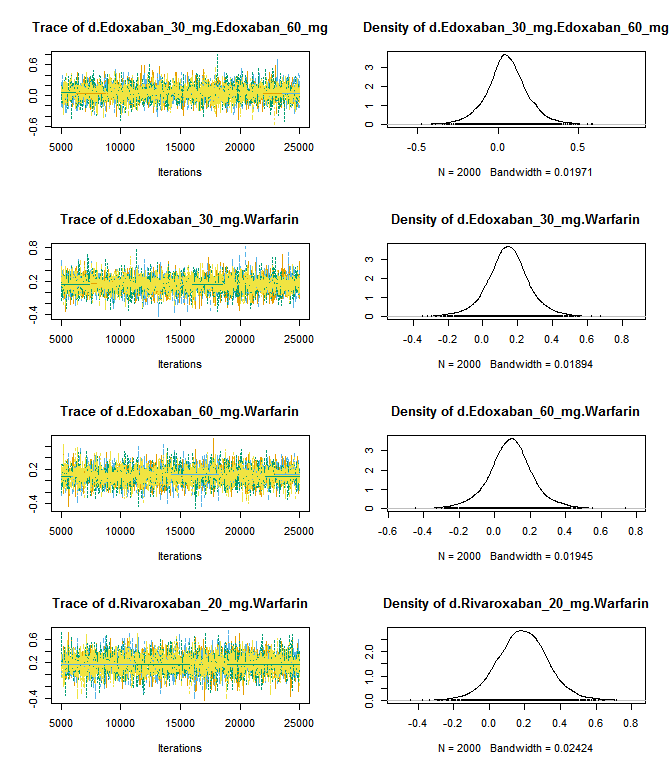 Trace of d.Edoxaban_30_mg.Edoxaban_60_mg
0.6
0.0
-0.6
5000 10000 15000 20000 25000
Iterations
Density of d.Edoxaban_30_mg.Edoxaban_60_mg
3
2
1
0
-0.5 0.0 0.5
N = 2000 Bandwidth = 0.01971
Trace of d.Edoxaban_30_mg.Warfarin
0.8
0.2
-0.4
5000 10000 15000 20000 25000
Iterations
Density of d.Edoxaban_30_mg.Warfarin
3
2
1
0
-0.4 -0.2 0.0 0.2 0.4 0.6 0.8
N = 2000 Bandwidth = 0.01894
Trace of d.Edoxaban_60_mg.Warfarin
0.2
-0.4
5000 10000 15000 20000 25000
Iterations
Density of d.Edoxaban_60_mg.Warfarin
3
2
1
0
-0.6 -0.4 -0.2 0.0 0.2 0.4 0.6 0.8
N = 2000 Bandwidth = 0.01945
Trace of d.Rivaroxaban_20_mg.Warfarin
0.6
0.2
-0.4
5000 10000 15000 20000 25000
Iterations
Density of d.Rivaroxaban_20_mg.Warfarin
2.0
1.0
0.0
-0.4 -0.2 0.0 0.2 0.4 0.6 0.8
N = 2000 Bandwidth = 0.02424